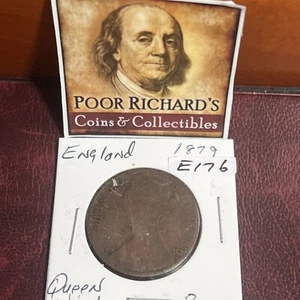 POOR RICHARD'S
Coins & Collectibles
England 1879
E176
Queen